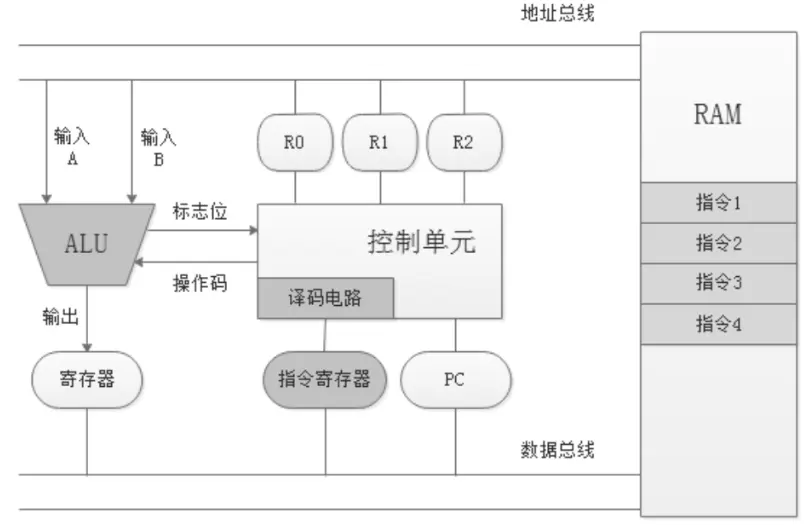 地址总线
RAM
输入
A
输入
B
R0
R1
R2
标志位
ALU
控制单元
操作码
译码电路
输出
寄存器
指令寄存器
PC
指令1
指令2
指令3
指令4
数据总线